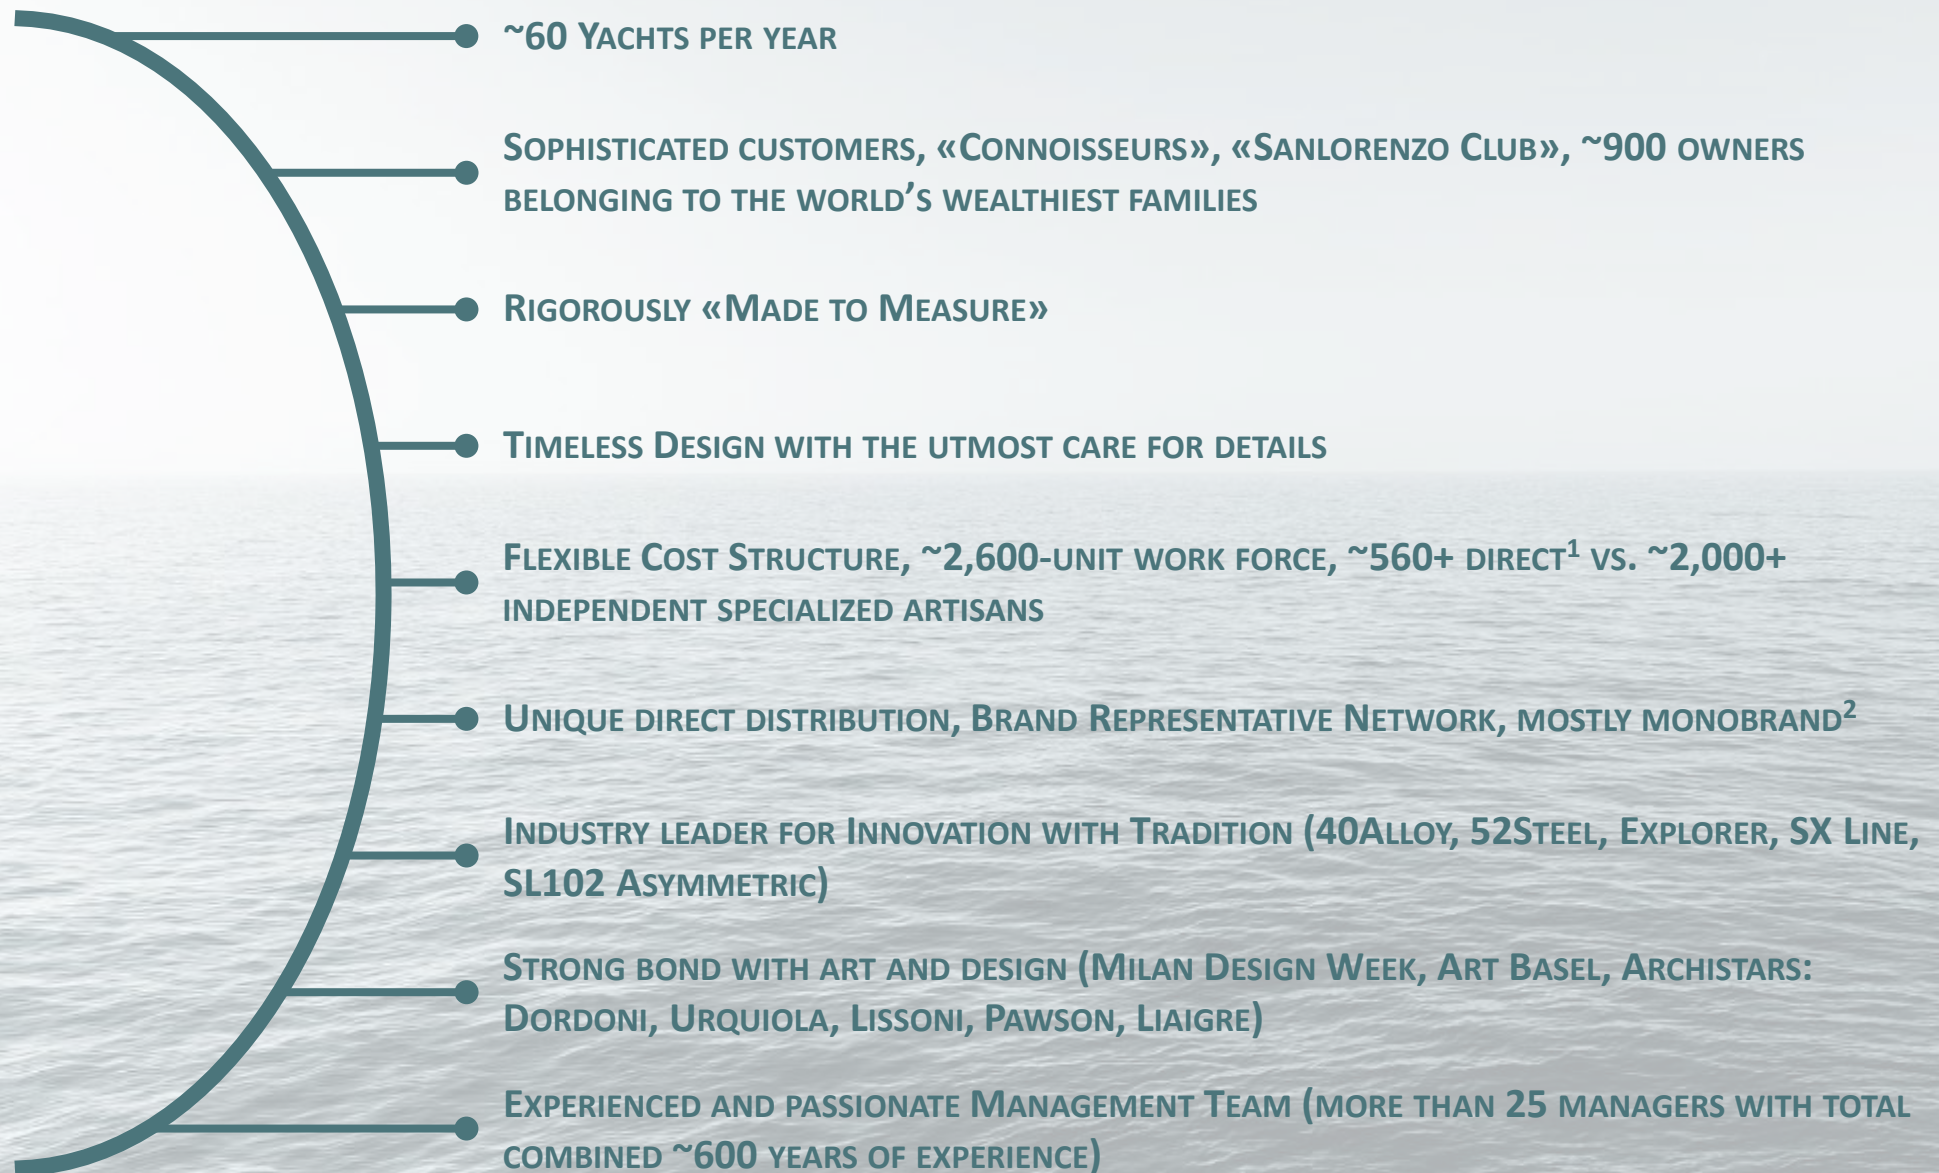 ~60 Yachts per year
Sophisticated customers, «Connoisseurs», «Sanlorenzo Club», ~900 owners
belonging to the world’s wealthiest families
Rigorously «Made to Measure»
Timeless Design with the utmost care for details
Flexible Cost Structure, ~2,600-unit work force, ~560+ direct¹ vs. ~2,000+
independent specialized artisans
Unique direct distribution, Brand Representative Network, mostly monobrand²
Industry leader for Innovation with Tradition (40Alloy, 52Steel, Explorer, SX Line,
SL102 Asymmetric)
Strong bond with art and design (Milan Design Week, Art Basel, Archistars:
Dordoni, Urquiola, Lissoni, Pawson, Liaigre)
Experienced and passionate Management Team (more than 25 managers with total
combined ~600 years of experience)